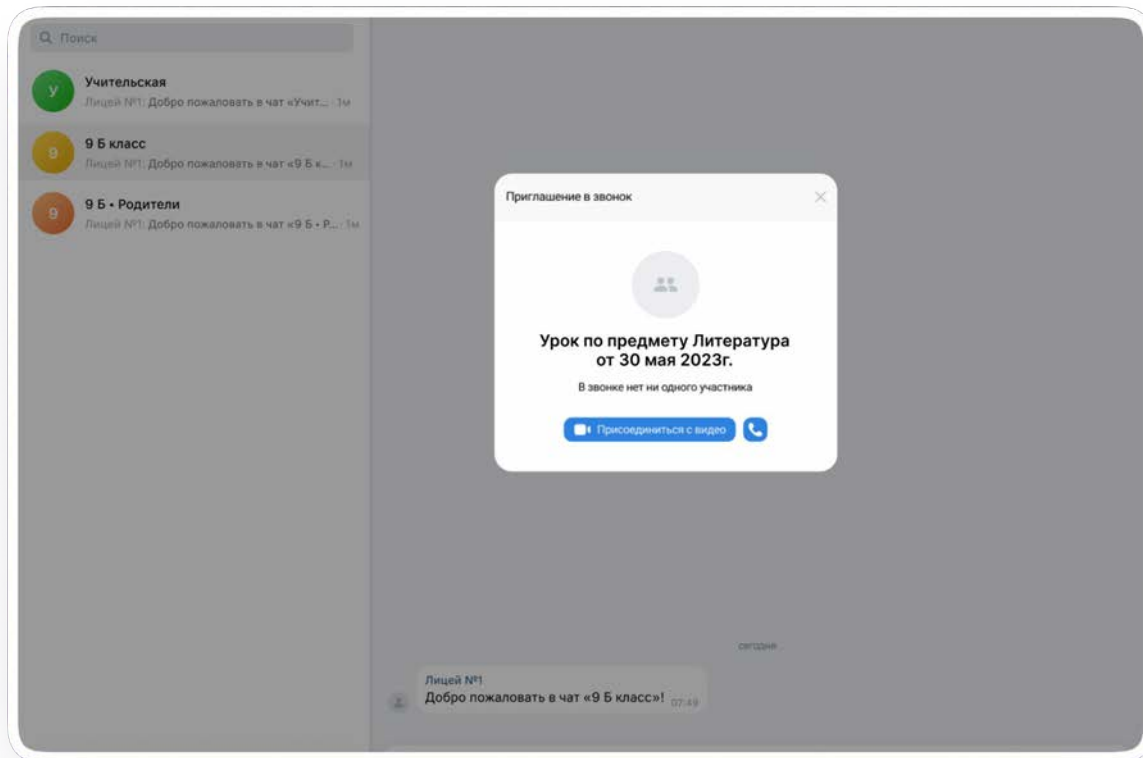 Поиск
У
Учительская
Лицей №1: Добро пожаловать в чат «Учит... · 1м
9
9 Б класс
Лицей №1: Добро пожаловать в чат «9 Б к... · 1м
9
9 Б • Родители
Лицей №1: Добро пожаловать в чат «9 Б • Р... · 1м
Приглашение в звонок
Урок по предмету Литература
от 30 мая 2023г.
В звонке нет ни одного участника
Присоединиться с видео
сегодня
Лицей №1
Добро пожаловать в чат «9 Б класс»! 07:49